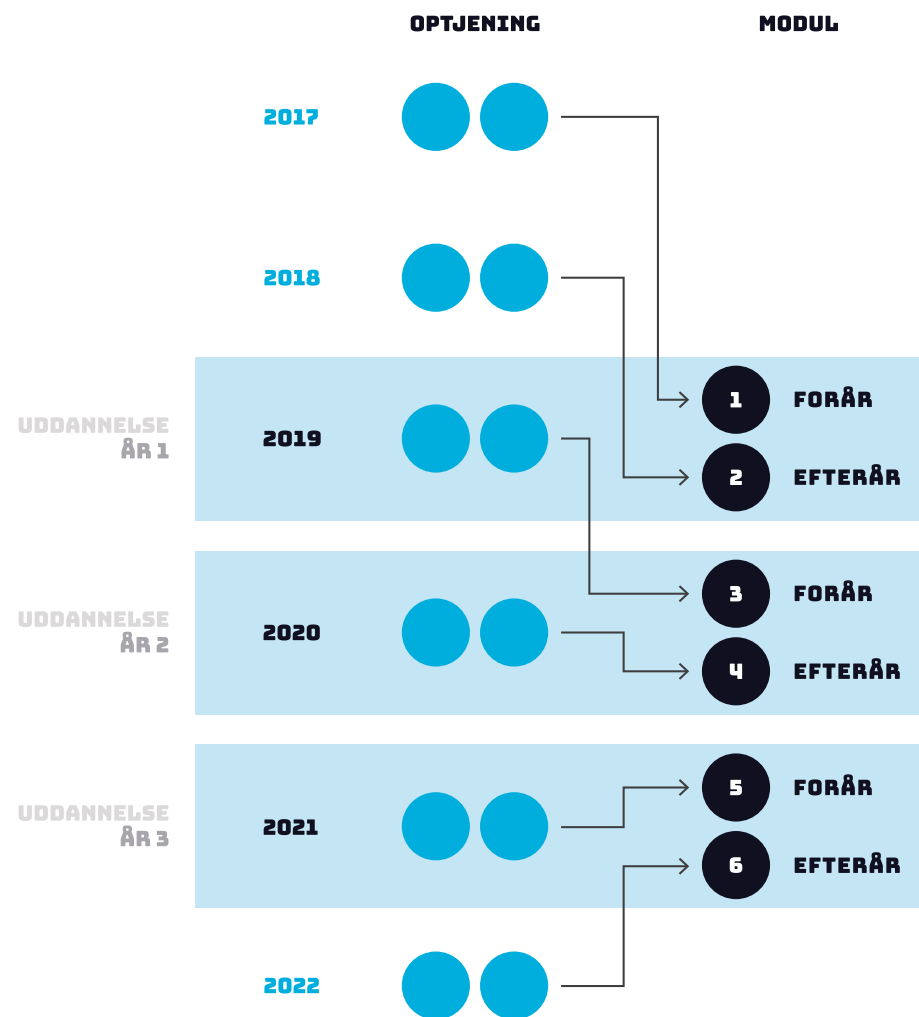 OPTJENING
MODUL
2017
2018
UDDANNELSE
ÅR 1
2019
1
FORÅR
2
EFTERÅR
UDDANNELSE
ÅR 2
2020
3
FORÅR
4
EFTERÅR
UDDANNELSE
ÅR 3
2021
5
FORÅR
6
EFTERÅR
2022